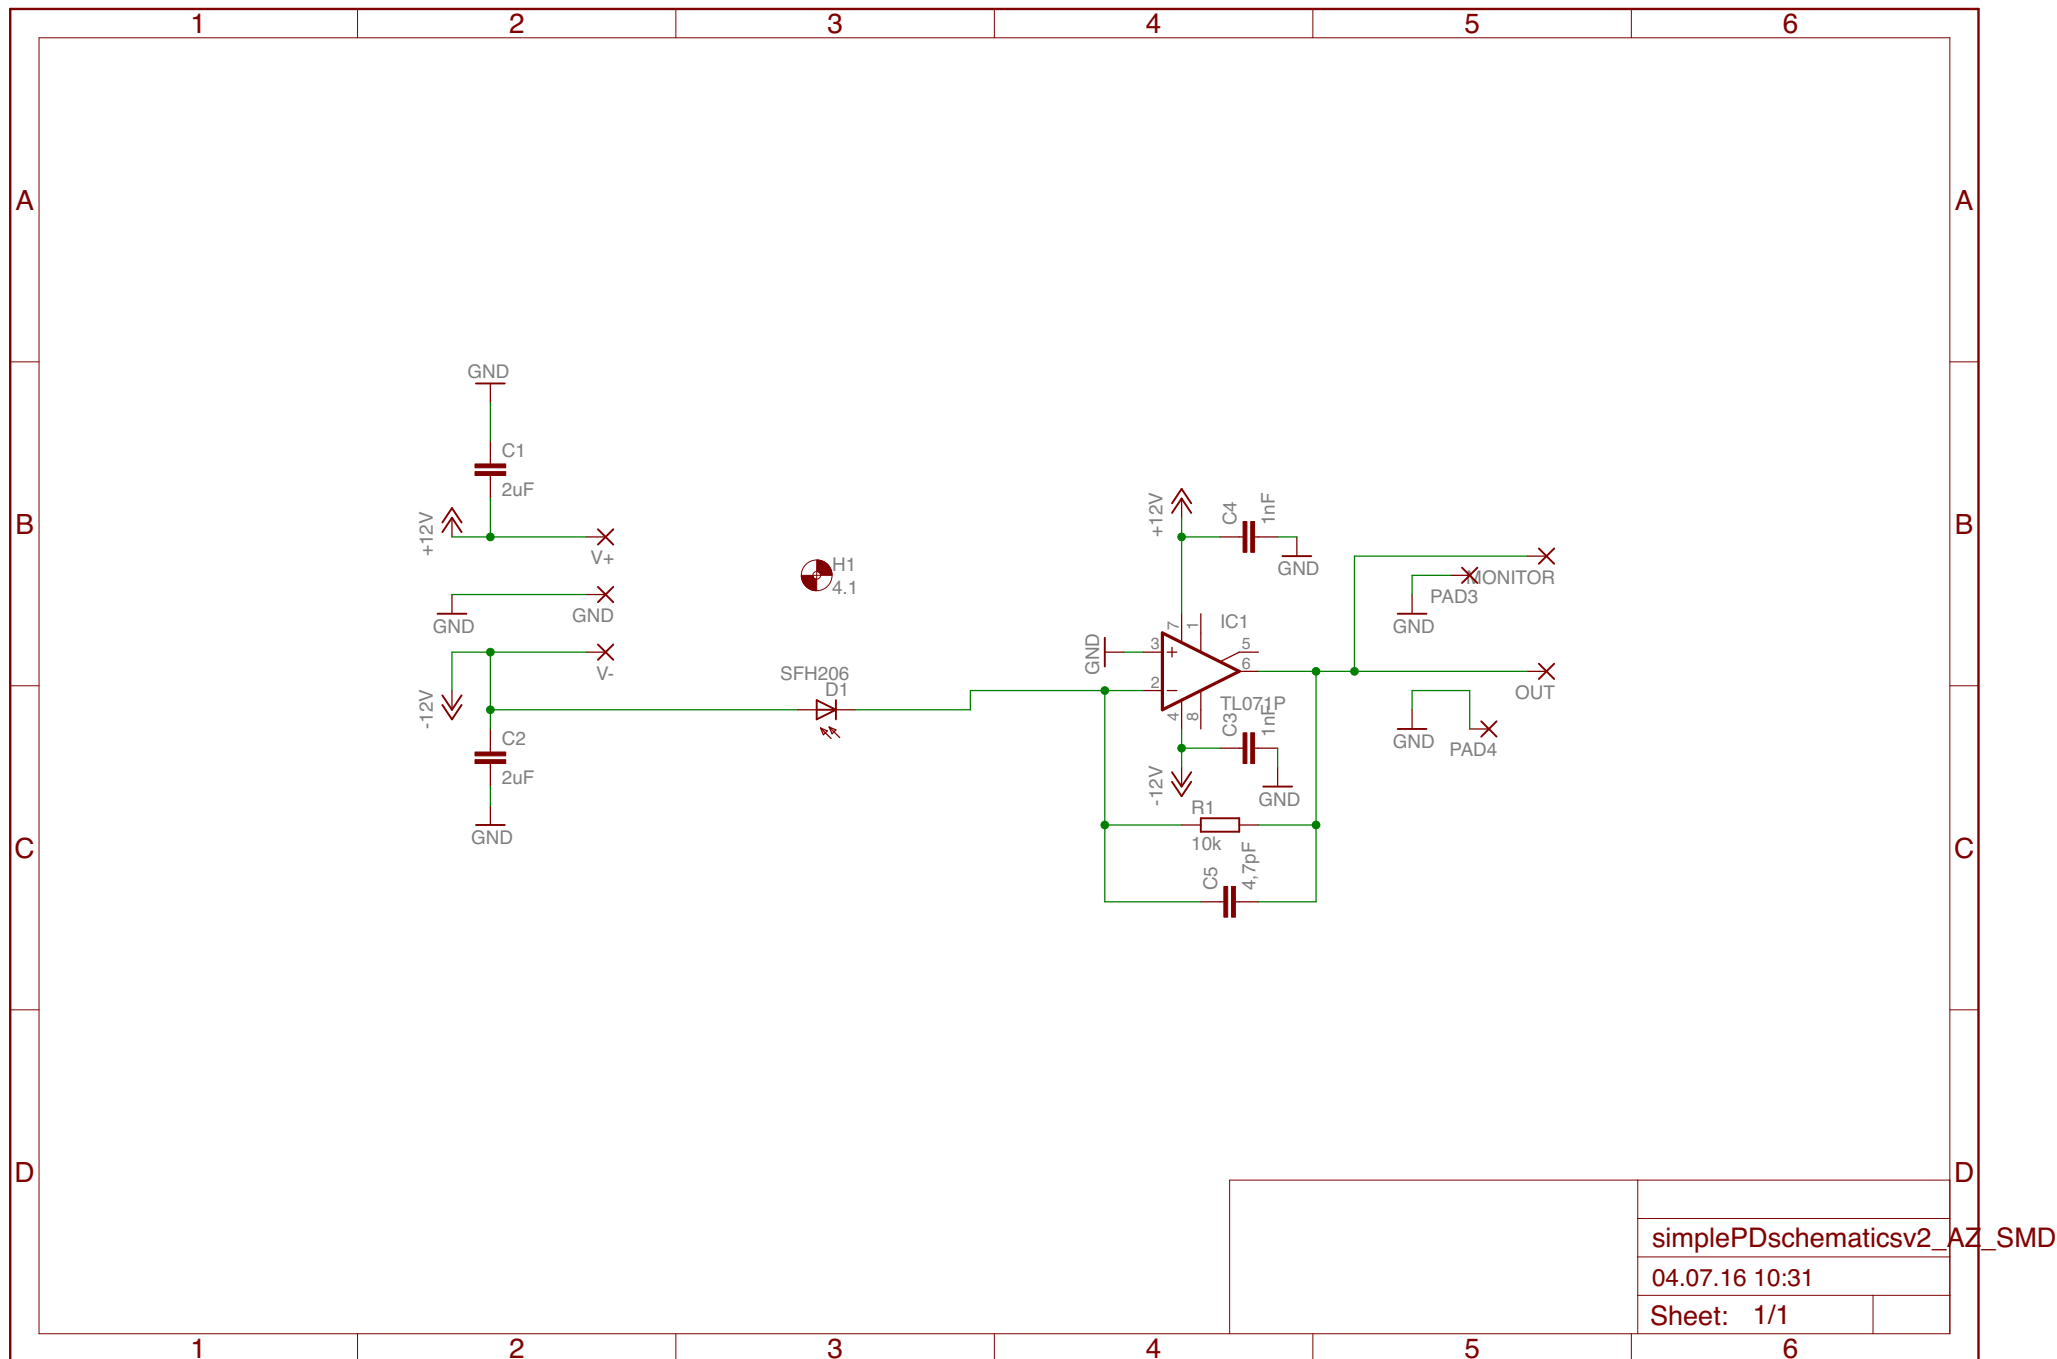 1 2 3 4 5 6
A A
GND
C1
2uF
+12V
V+
B B
GND
GND
V-
-12V
C2
2uF
GND
H1
4.1
SFH206
D1
+12V
C4
1nF
GND
GND
IC1
7
1
3
5
6
2
4
8
TL071P
C3
1nF
-12V
GND
R1
10k
C5
4,7pF
MONITOR
PAD3
GND
OUT
GND
PAD4
C C
D D
simplePDschematicsv2_AZ_SMD
04.07.16 10:31
Sheet: 1/1
1 2 3 4 5 6